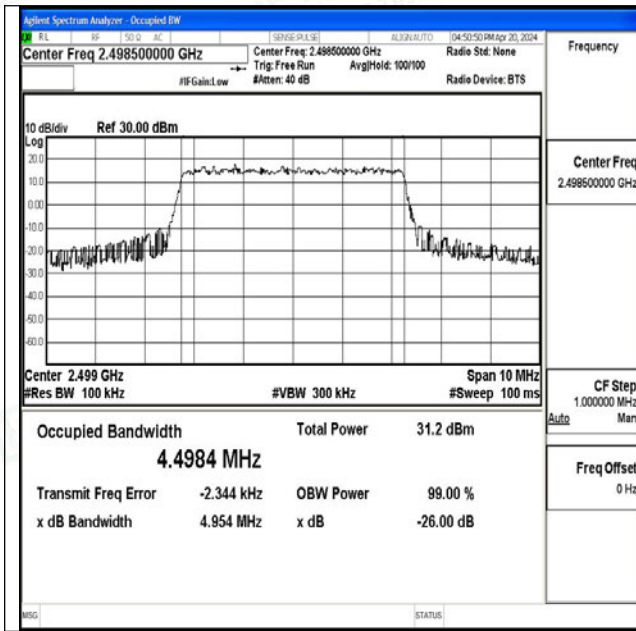 Agilent Spectrum Analyzer - Occupied BW
RL RF 50 Ω AC SENSE:PULSE ALIGN AUTO 04:50:50 PM Apr 20, 2024
Center Freq 2.498500000 GHz
Center Freq: 2.498500000 GHz
Radio Std: None
Trig: Free Run Avg|Hold: 100/100
#IFGain:Low #Atten: 40 dB Radio Device: BTS
10 dB/div Ref 30.00 dBm
Log
20.0
10.0
0.00
-10.0
-20.0
-30.0
-40.0
-50.0
-60.0
Center 2.499 GHz Span 10 MHz
#Res BW 100 kHz #VBW 300 kHz #Sweep 100 ms
Occupied Bandwidth Total Power 31.2 dBm
4.4984 MHz
Transmit Freq Error -2.344 kHz OBW Power 99.00 %
x dB Bandwidth 4.954 MHz x dB -26.00 dB
MSG STATUS
Frequency
Center Freq
2.498500000 GHz
CF Step
1.000000 MHz
Auto Man
Freq Offset
0 Hz